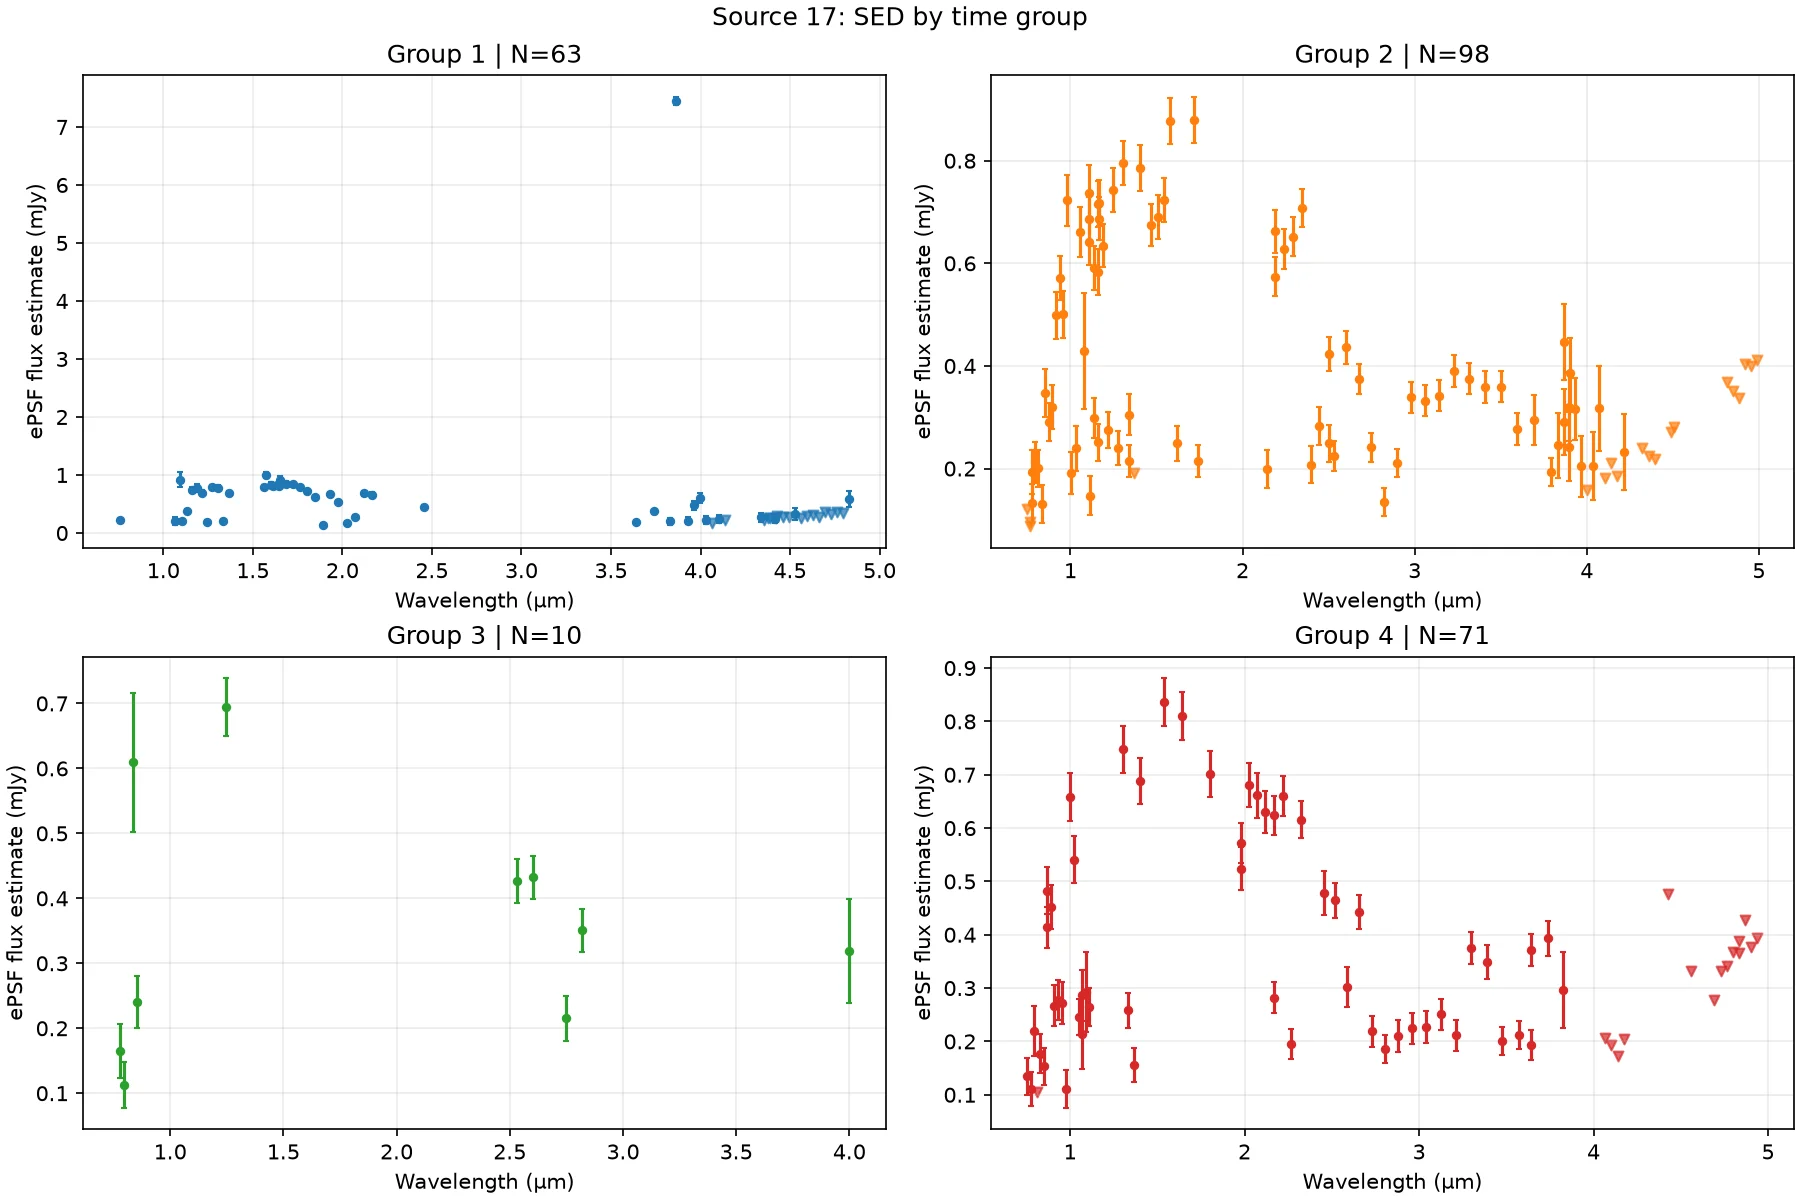 Source 17: SED by time group
Group 1 | N=63
ePSF flux estimate (mJy)
7
6
5
4
3
2
1
0
1.0 1.5 2.0 2.5 3.0 3.5 4.0 4.5 5.0
Wavelength (μm)
Group 2 | N=98
ePSF flux estimate (mJy)
0.8
0.6
0.4
0.2
1 2 3 4 5
Wavelength (μm)
Group 3 | N=10
ePSF flux estimate (mJy)
0.7
0.6
0.5
0.4
0.3
0.2
0.1
1.0 1.5 2.0 2.5 3.0 3.5 4.0
Wavelength (μm)
Group 4 | N=71
ePSF flux estimate (mJy)
0.9
0.8
0.7
0.6
0.5
0.4
0.3
0.2
0.1
1 2 3 4 5
Wavelength (μm)